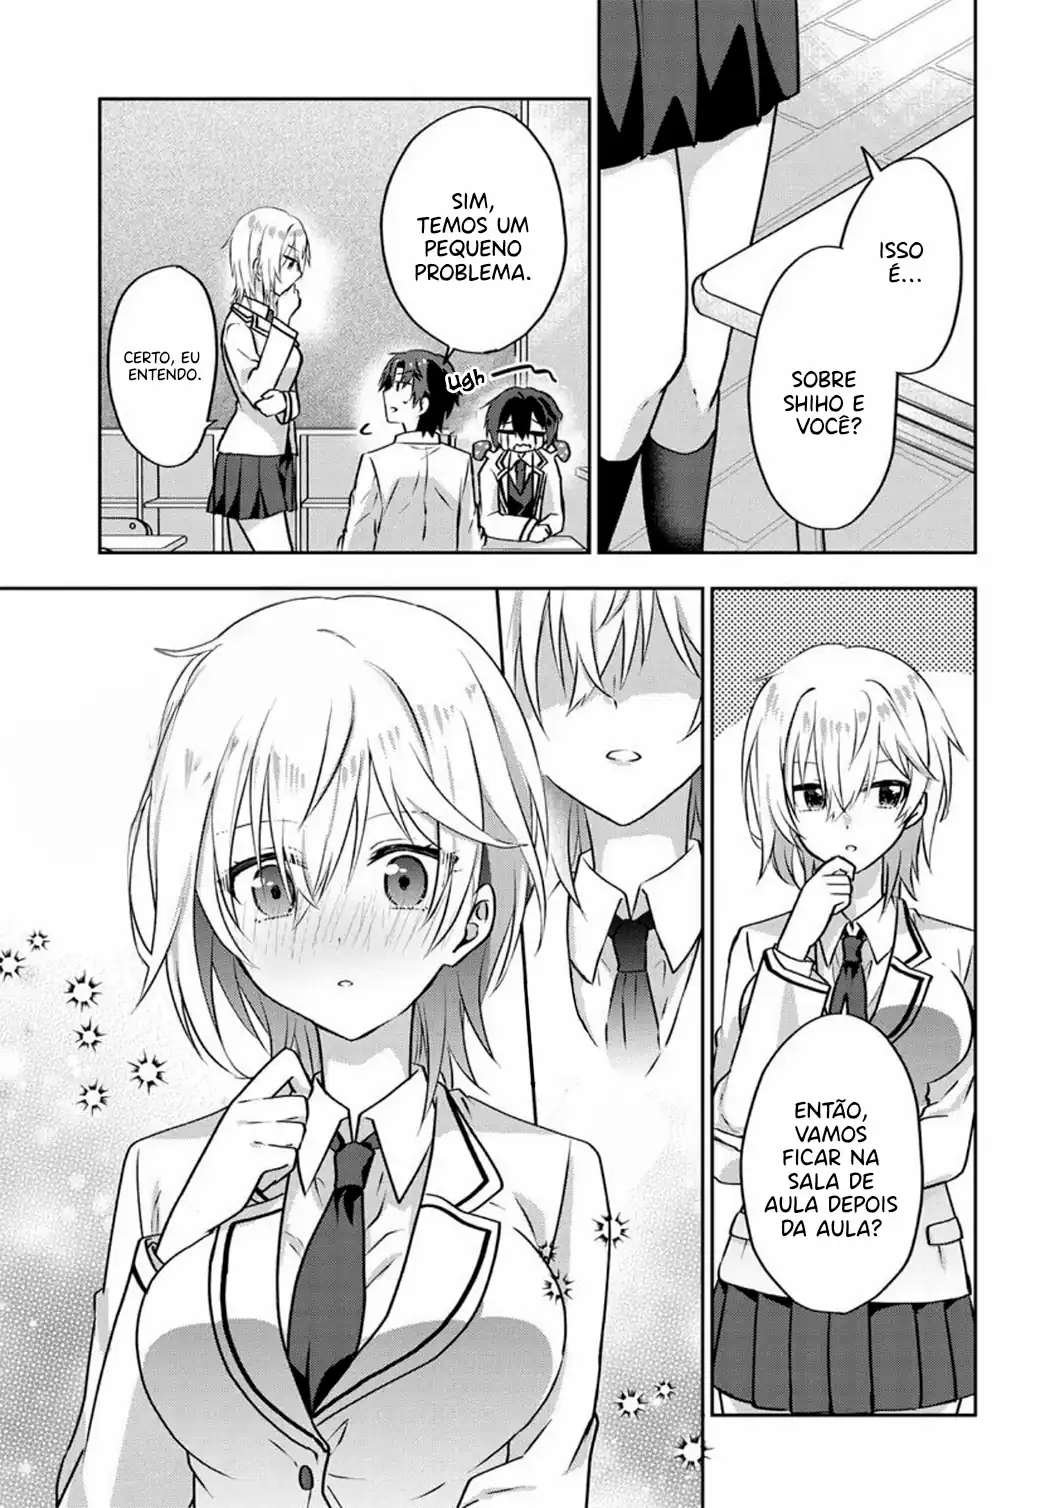 ISSO
É...
SOBRE
SHIHO E
VOCÊ?
SIM,
TEMOS UM
PEQUENO
PROBLEMA.
Ugh
CERTO, EU
ENTENDO.
ENTÃO,
VAMOS
FICAR NA
SALA DE
AULA DEPOIS
DA AULA?